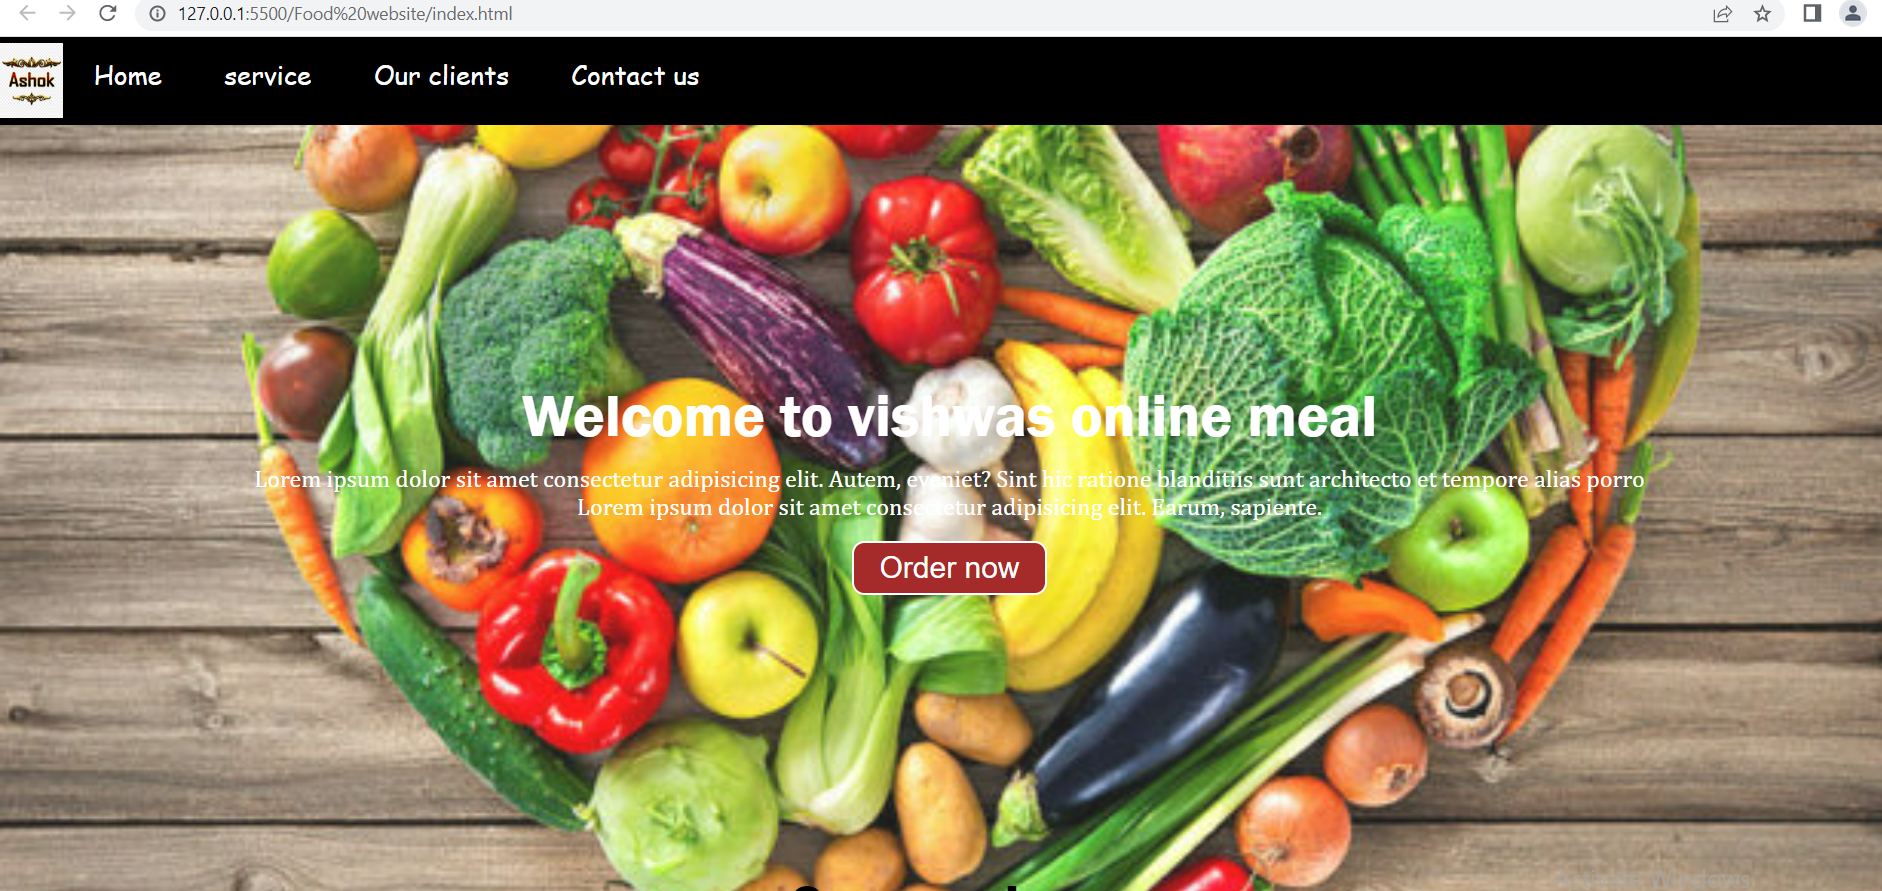 127.0.0.1:5500/Food%20website/index.html
Ashok
Home service Our clients Contact us
Welcome to vishwas online meal
Lorem ipsum dolor sit amet consectetur adipisicing elit. Autem, eveniet? Sint hic ratione blanditiis sunt architecto et tempore alias porro
Lorem ipsum dolor sit amet consectetur adipisicing elit. Earum, sapiente.
Order now
Activate Windows